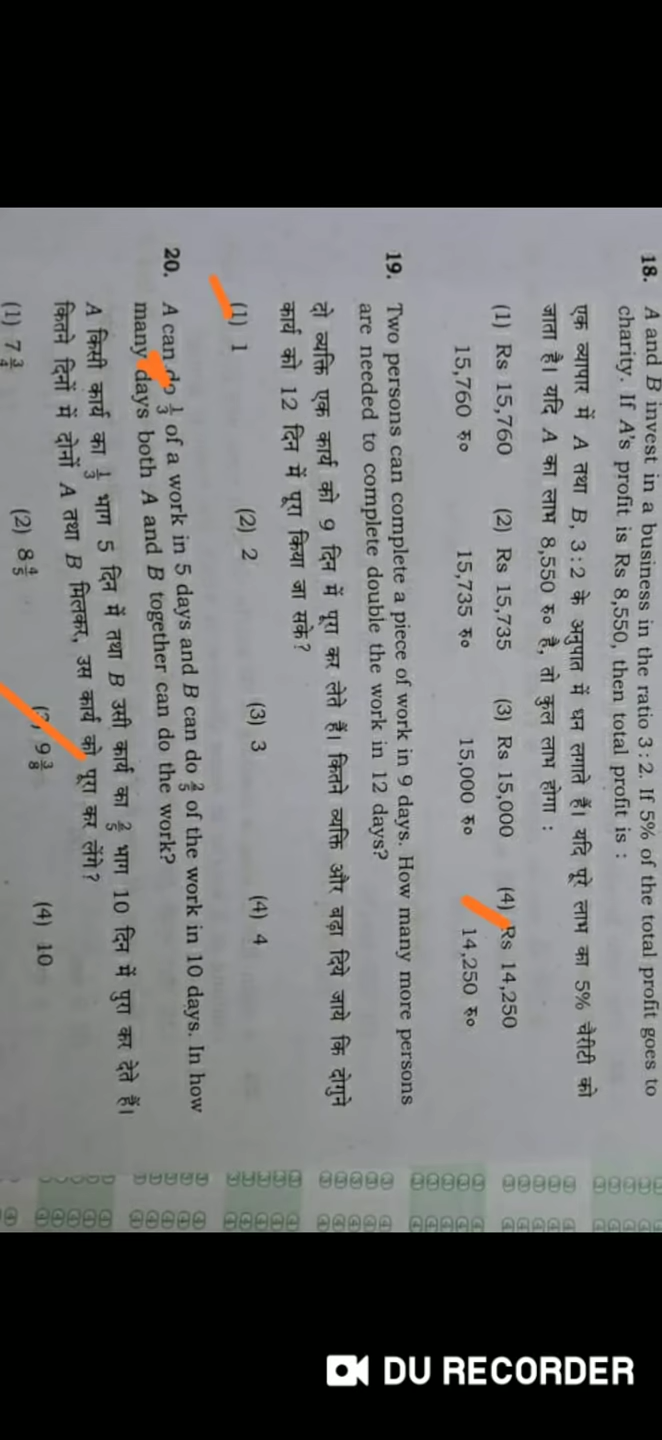 18. A and B invest in a business in the ratio 3 : 2. If 5% of the total profit goes to
charity. If A's profit is Rs 8,550, then total profit is :
एक व्यापार में A तथा B, 3 : 2 के अनुपात में धन लगाते हैं। यदि पूरे लाभ का 5% चैरीटी को
जाता है। यदि A का लाभ 8,550 रु० है, तो कुल लाभ होगा :
(1) Rs 15,760 (2) Rs 15,735 (3) Rs 15,000 (4) Rs 14,250
15,760 रु० 15,735 रु० 15,000 रु० 14,250 रु०
19. Two persons can complete a piece of work in 9 days. How many more persons
are needed to complete double the work in 12 days?
दो व्यक्ति एक कार्य को 9 दिन में पूरा कर लेते हैं। कितने व्यक्ति और बढ़ा दिये जाये कि दोगुने
कार्य को 12 दिन में पूरा किया जा सके?
(1) 1 (2) 2 (3) 3 (4) 4
20. A can do 1/3 of a work in 5 days and B can do 2/5 of the work in 10 days. In how
many days both A and B together can do the work?
A किसी कार्य का 1/3 भाग 5 दिन में तथा B उसी कार्य का 2/5 भाग 10 दिन में पुरा कर देते हैं।
कितने दिनों में दोनों A तथा B मिलकर, उस कार्य को पूरा कर लेंगे?
(1) 7 3/4 (2) 8 4/5 (3) 9 3/8 (4) 10
DU RECORDER